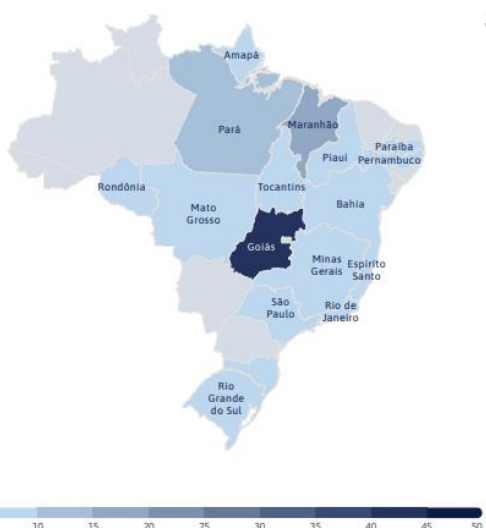 Amapá
Pará
Maranhão
Paraíba
Piauí
Pernambuco
Rondônia
Tocantins
Mato
Grosso
Bahia
Goiás
Minas
Gerais
Espírito
Santo
São
Paulo
Rio de
Janeiro
Rio
Grande
do Sul
10 15 20 25 30 35 40 45 50